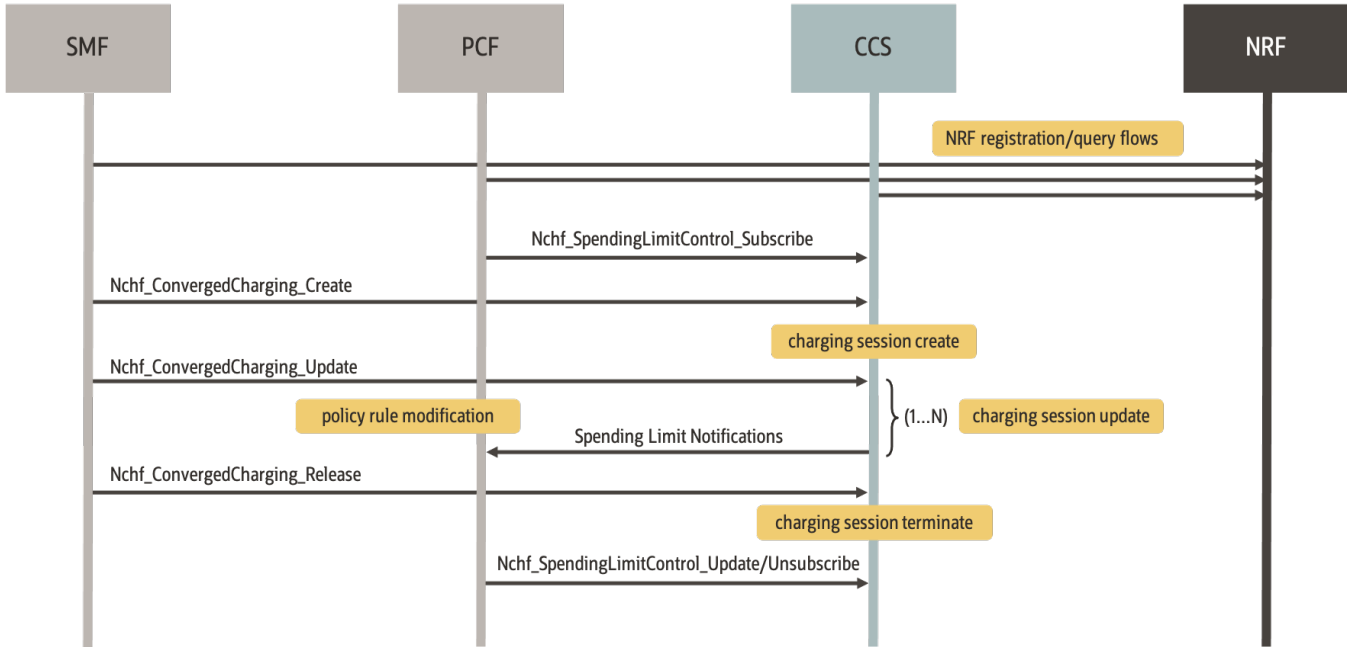 SMF
PCF
CCS
NRF
NRF registration/query flows
Nchf_SpendingLimitControl_Subscribe
Nchf_ConvergedCharging_Create
charging session create
Nchf_ConvergedCharging_Update
policy rule modification
(1...N)
charging session update
Spending Limit Notifications
Nchf_ConvergedCharging_Release
charging session terminate
Nchf_SpendingLimitControl_Update/Unsubscribe